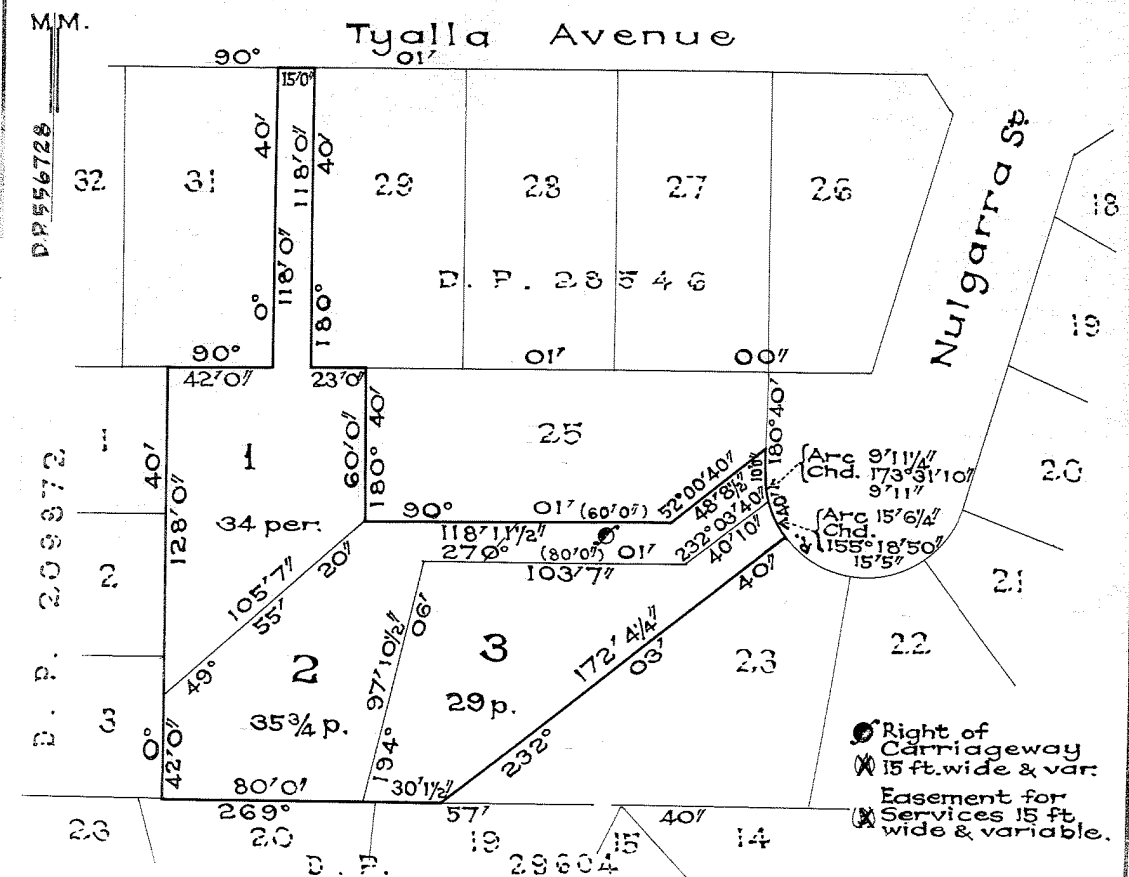 M.M.
Tyalla Avenue
90° 01'
15'0"
D.P.556728
32
31
40'
118'0"
0°
118'0"
40'
180°
29
28
27
26
D.P. 28546
Nulgarra St.
18
19
20
21
22
23
90° 01' 00"
42'0"
23'0"
60'0"
180° 40'
25
180°40'
10'0"
Arc 9'11¼"
Chd. 173°31'10"
9'11"
Arc 15'6¼"
Chd.
155°18'50"
15'5"
R. 40'
1
34 per.
40'
128'0"
0°
42'0"
D.P. 209872
1
2
3
90° 01' (60'0")
118'11½"
52°00'40"
48'8½"
270° (80'0") 01'
103'7"
232°03'40"
40'10"
105'7"
49° 55' 20"
2
35¾ p.
97'10½"
194° 06'
3
29 p.
172' 4¼"
232° 03' 40"
80'0"
30'1½"
269° 57' 40"
23
20
19
15
14
D.P. 29604
Right of
Carriageway
15 ft. wide & var.
Easement for
Services 15 ft
wide & variable.